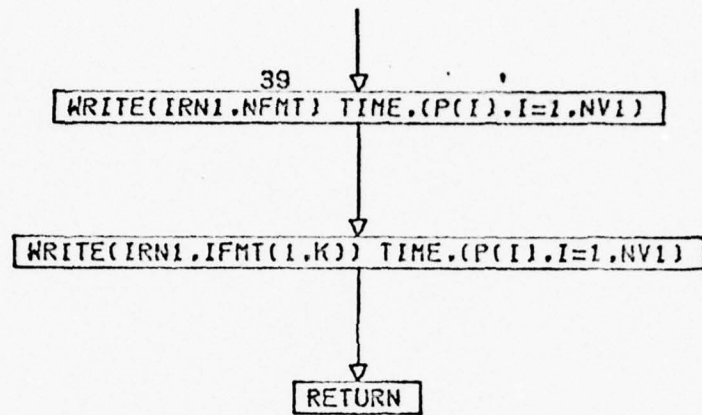 39
WRITE(IRN1.NFMT) TIME.(P(I).I=1.NV1)
WRITE(IRN1.IFMT(1.K)) TIME.(P(I).I=1.NV1)
RETURN